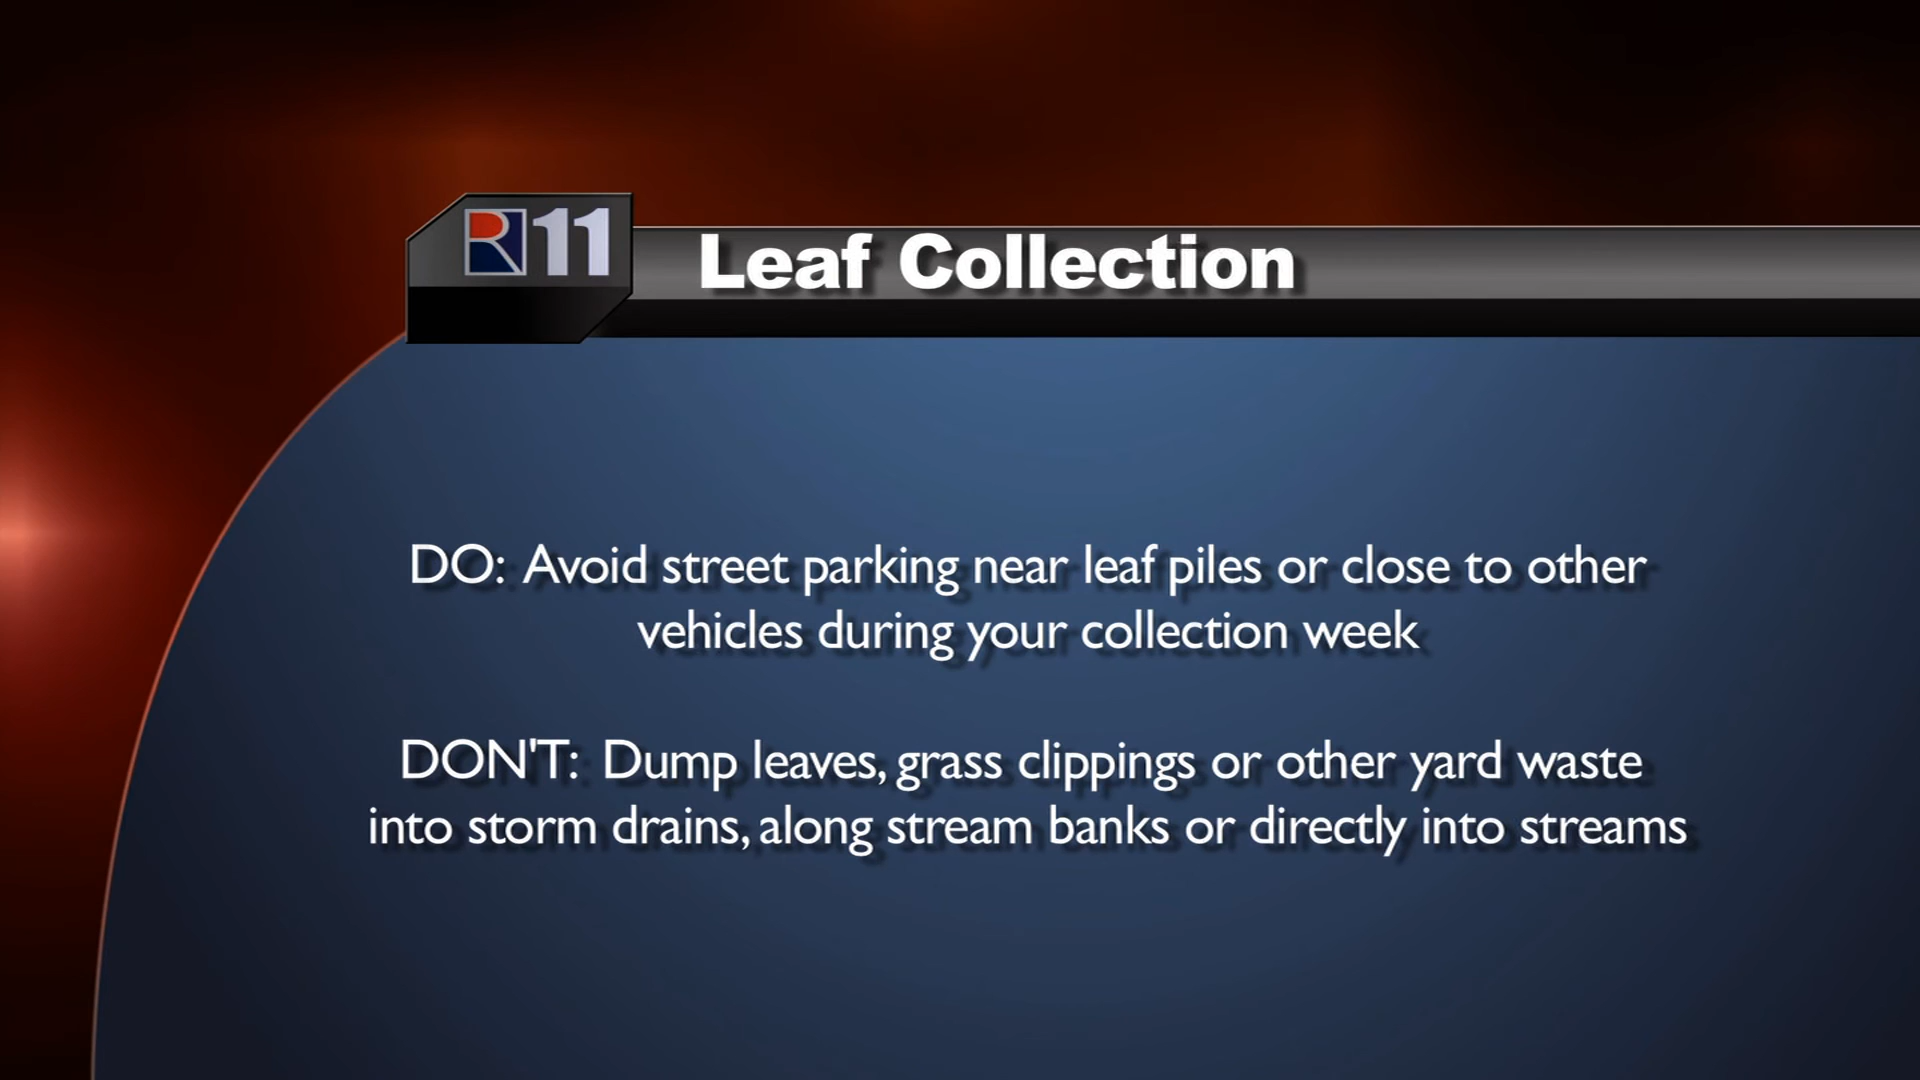 R11
Leaf Collection
DO: Avoid street parking near leaf piles or close to other
vehicles during your collection week
DON'T: Dump leaves, grass clippings or other yard waste
into storm drains, along stream banks or directly into streams